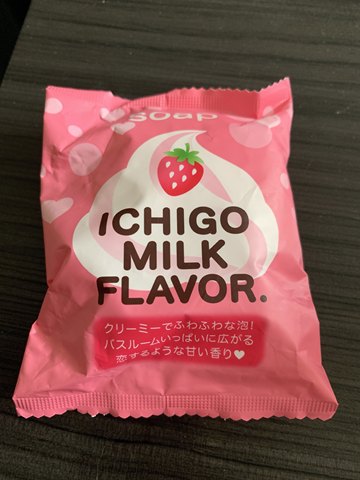 soap
ICHIGO
MILK
FLAVOR.
クリーミーでふわふわな泡!
バスルームいっぱいに広がる
恋するような甘い香り♥